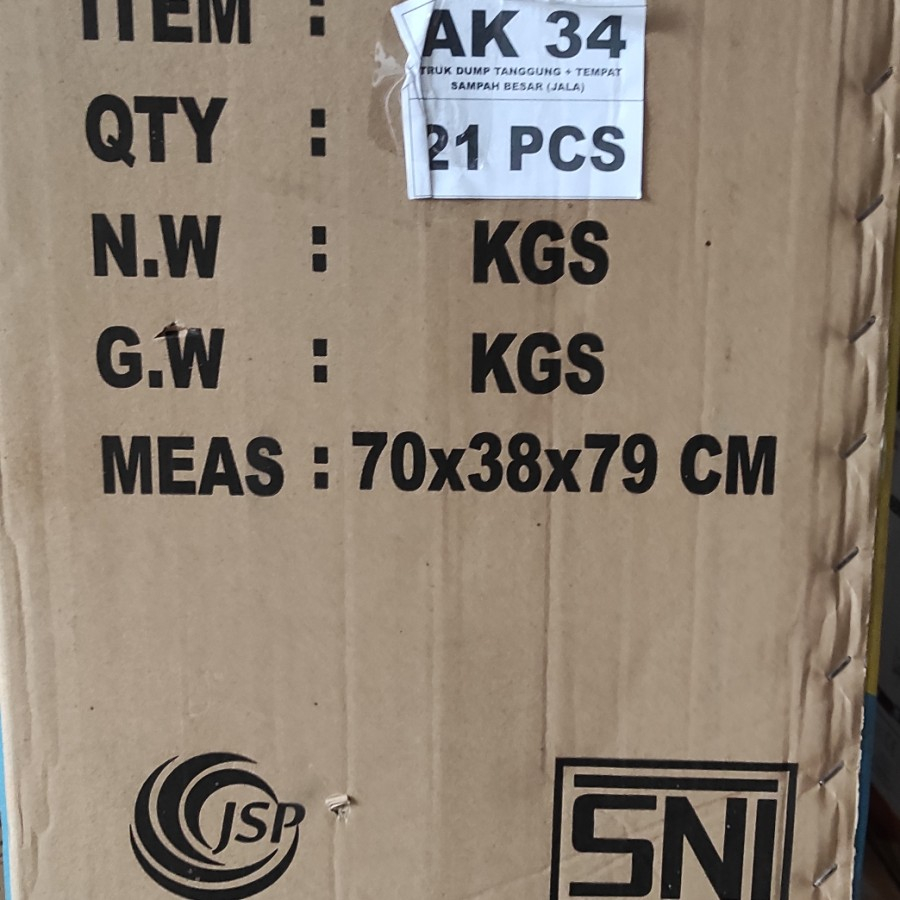 ITEM : AK 34
TRUK DUMP TANGGUNG + TEMPAT
SAMPAH BESAR (JALA)
QTY : 21 PCS
N.W : KGS
G.W : KGS
MEAS : 70x38x79 CM
JSP
SNI